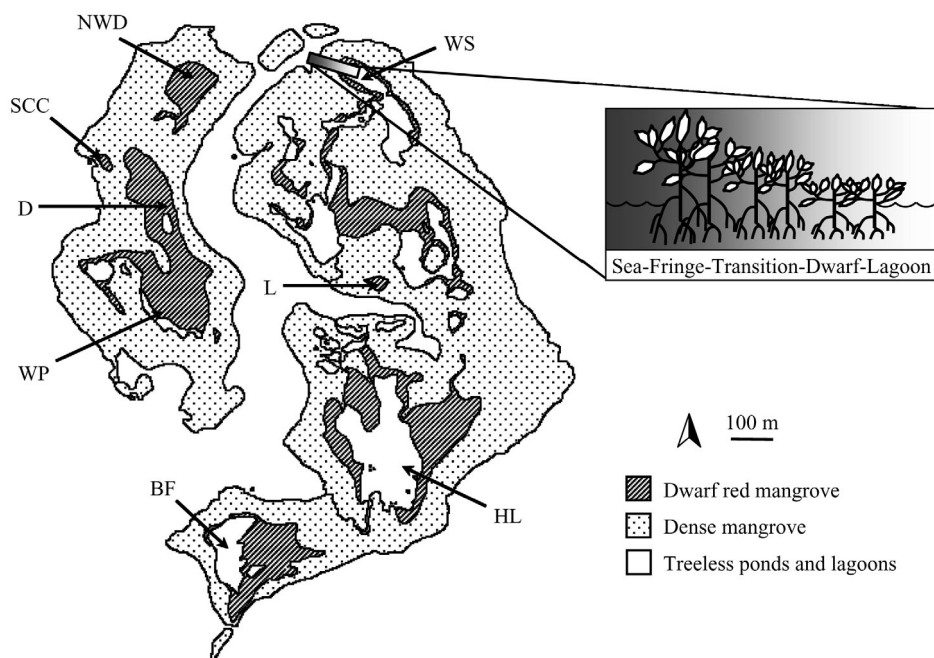 NWD
WS
SCC
D
Sea-Fringe-Transition-Dwarf-Lagoon
L
WP
100 m
BF
HL
Dwarf red mangrove
Dense mangrove
Treeless ponds and lagoons